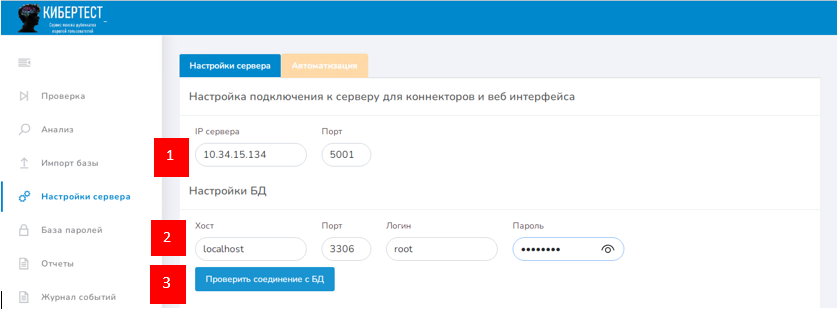 КИБЕРТЕСТ
Сервис поиска дубликатов
паролей пользователей
Проверка
Анализ
Импорт базы
Настройки сервера
База паролей
Отчеты
Журнал событий
Настройки сервера Автоматизация
Настройка подключения к серверу для коннекторов и веб интерфейса
IP сервера Порт
1 10.34.15.134 5001
Настройки БД
Хост Порт Логин Пароль
2 localhost 3306 root ••••••••
3 Проверить соединение с БД